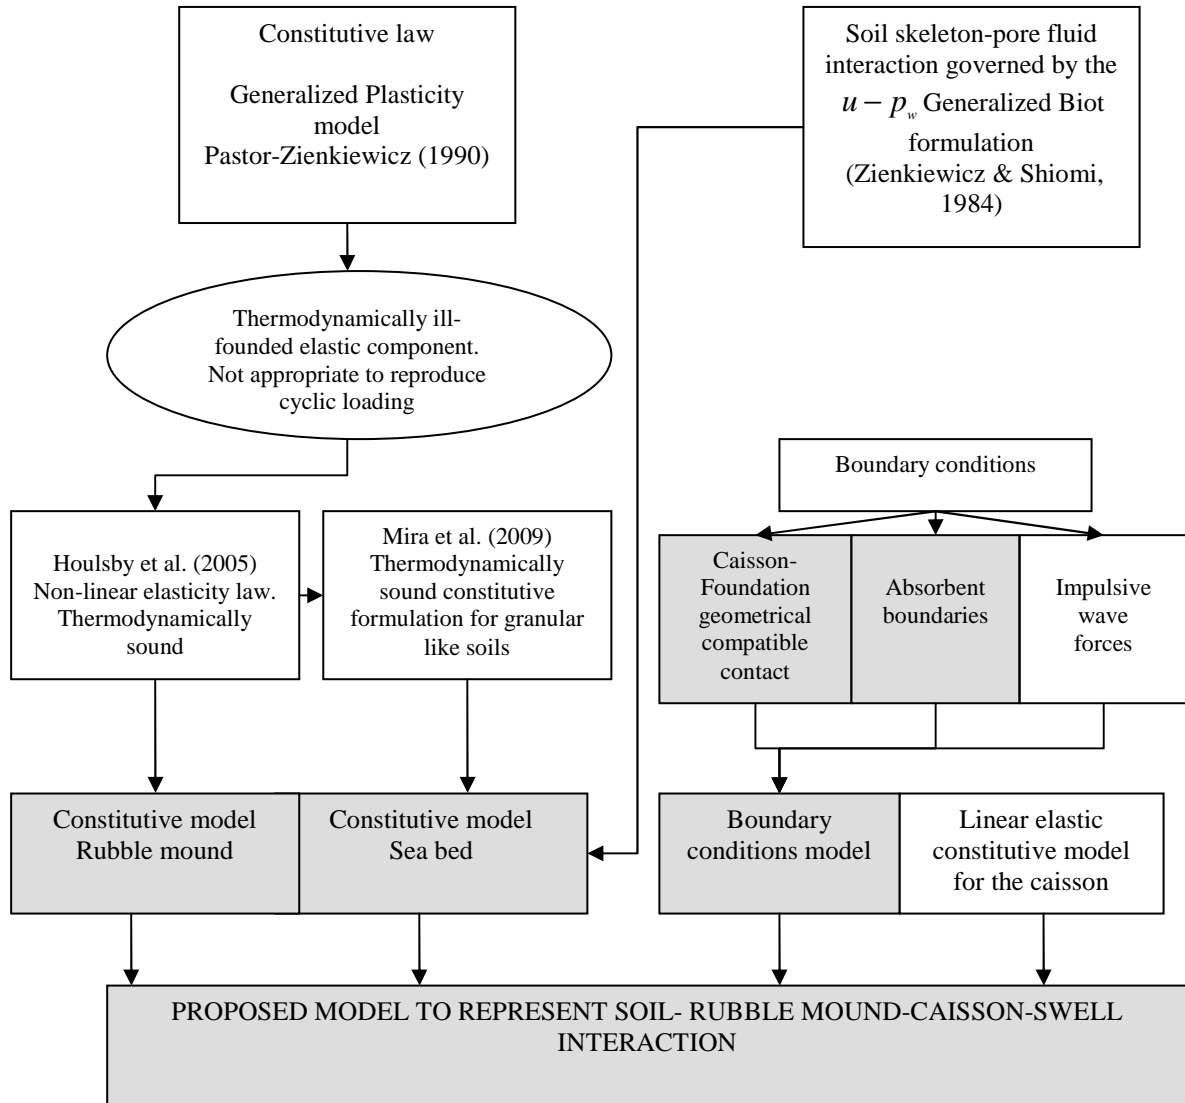 Constitutive law
Generalized Plasticity
model
Pastor-Zienkiewicz (1990)
Soil skeleton-pore fluid
interaction governed by the
u − p_w Generalized Biot
formulation
(Zienkiewicz & Shiomi,
1984)
Thermodynamically ill-
founded elastic component.
Not appropriate to reproduce
cyclic loading
Boundary conditions
Houlsby et al. (2005)
Non-linear elasticity law.
Thermodynamically
sound
Mira et al. (2009)
Thermodynamically
sound constitutive
formulation for granular
like soils
Caisson-
Foundation
geometrical
compatible
contact
Absorbent
boundaries
Impulsive
wave
forces
Constitutive model
Rubble mound
Constitutive model
Sea bed
Boundary
conditions model
Linear elastic
constitutive model
for the caisson
PROPOSED MODEL TO REPRESENT SOIL- RUBBLE MOUND-CAISSON-SWELL
INTERACTION